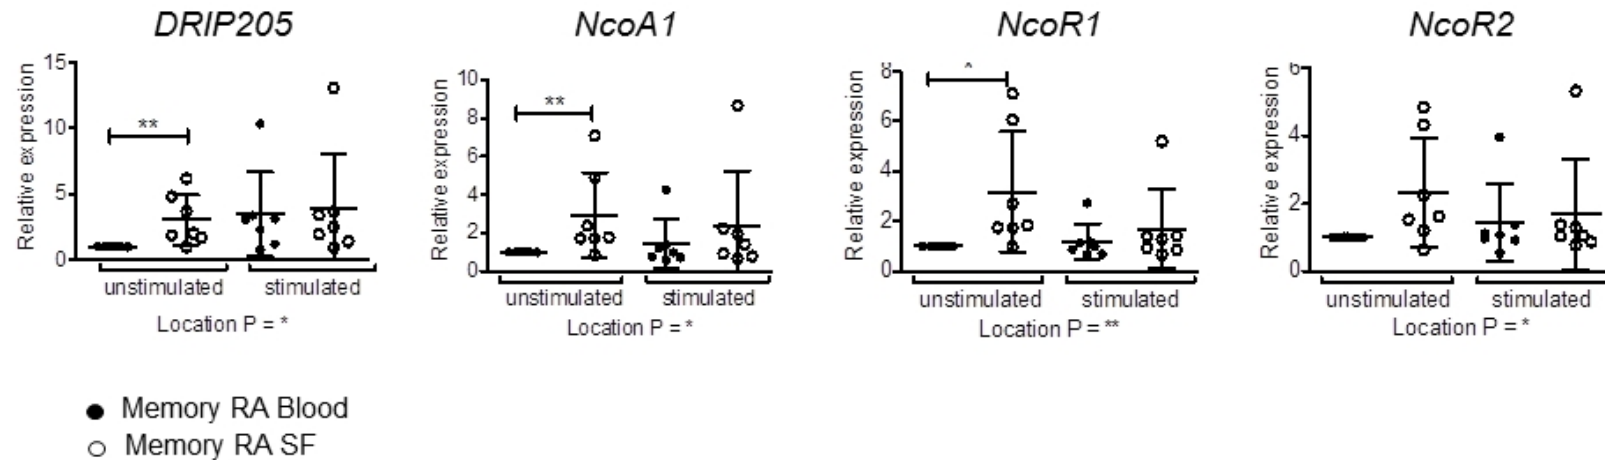 DRIP205
NcoA1
NcoR1
NcoR2
Relative expression
15
10
5
0
**
unstimulated
stimulated
Location P = *
Relative expression
10
8
6
4
2
0
**
unstimulated
stimulated
Location P = *
Relative expression
8
6
4
2
0
*
unstimulated
stimulated
Location P = **
Relative expression
6
4
2
0
unstimulated
stimulated
Location P = *
Memory RA Blood
Memory RA SF